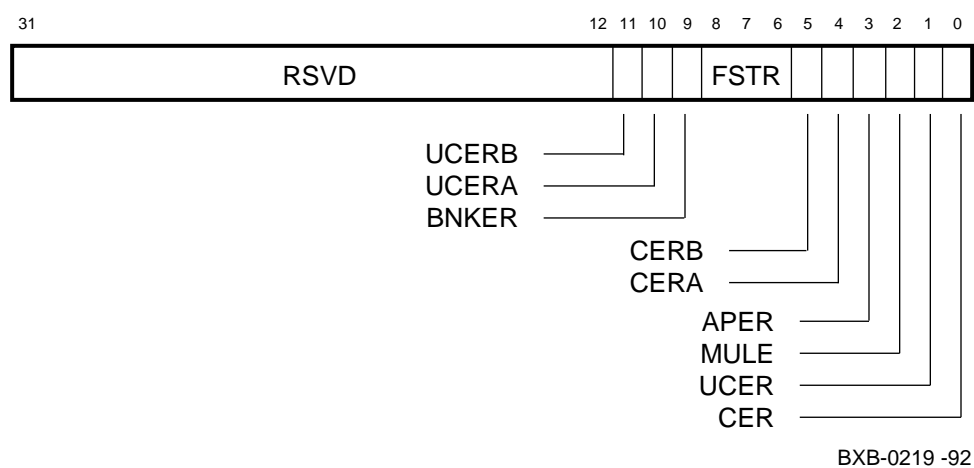 31 12 11 10 9 8 7 6 5 4 3 2 1 0
RSVD FSTR
UCERB
UCERA
BNKER
CERB
CERA
APER
MULE
UCER
CER
BXB-0219 -92